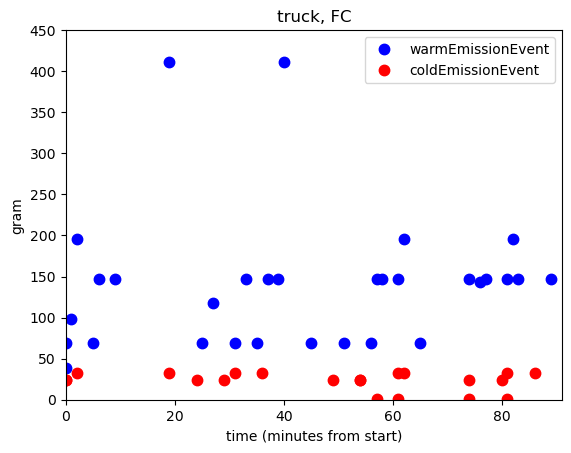 truck, FC
warmEmissionEvent
coldEmissionEvent
450
400
350
300
250
200
150
100
50
0
gram
0 20 40 60 80
time (minutes from start)